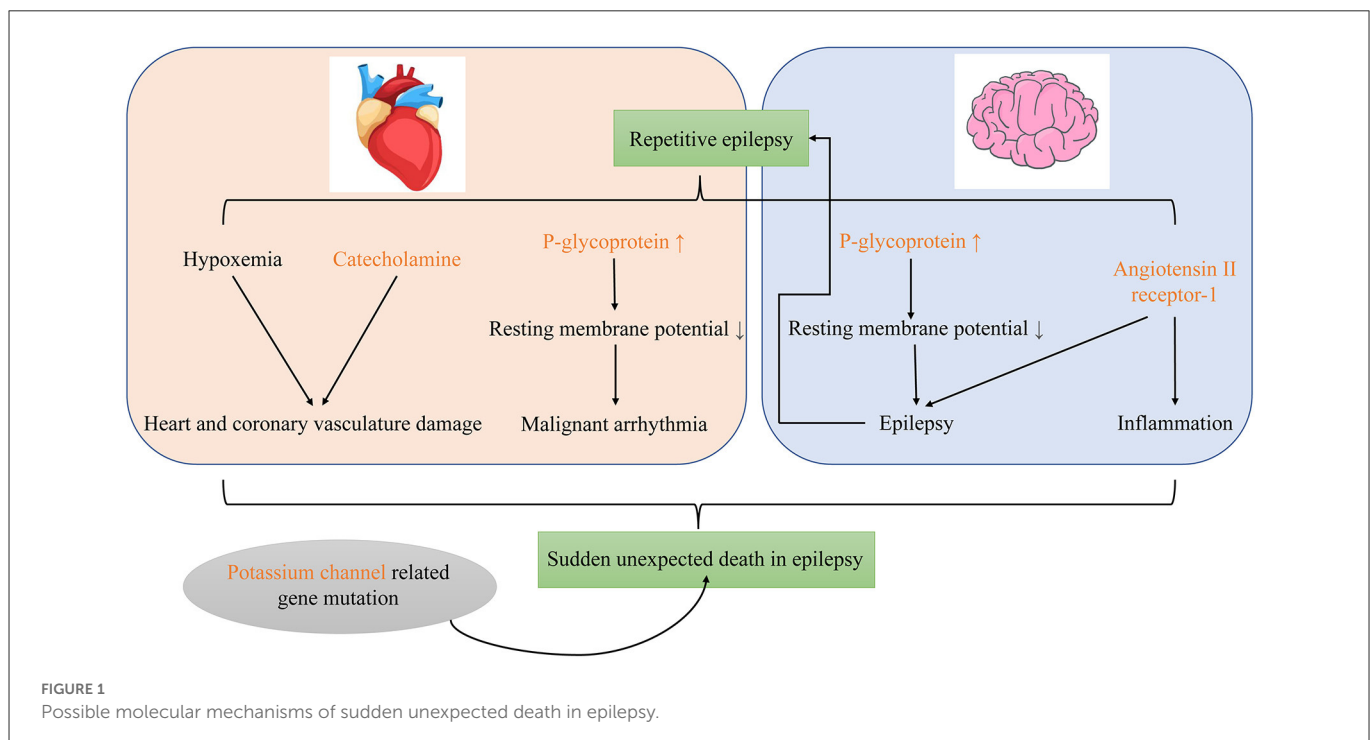 Repetitive epilepsy
Hypoxemia
Catecholamine
P-glycoprotein ↑
Resting membrane potential ↓
Heart and coronary vasculature damage
Malignant arrhythmia
P-glycoprotein ↑
Angiotensin II
receptor-1
Resting membrane potential ↓
Epilepsy
Inflammation
Sudden unexpected death in epilepsy
Potassium channel related
gene mutation
FIGURE 1
Possible molecular mechanisms of sudden unexpected death in epilepsy.